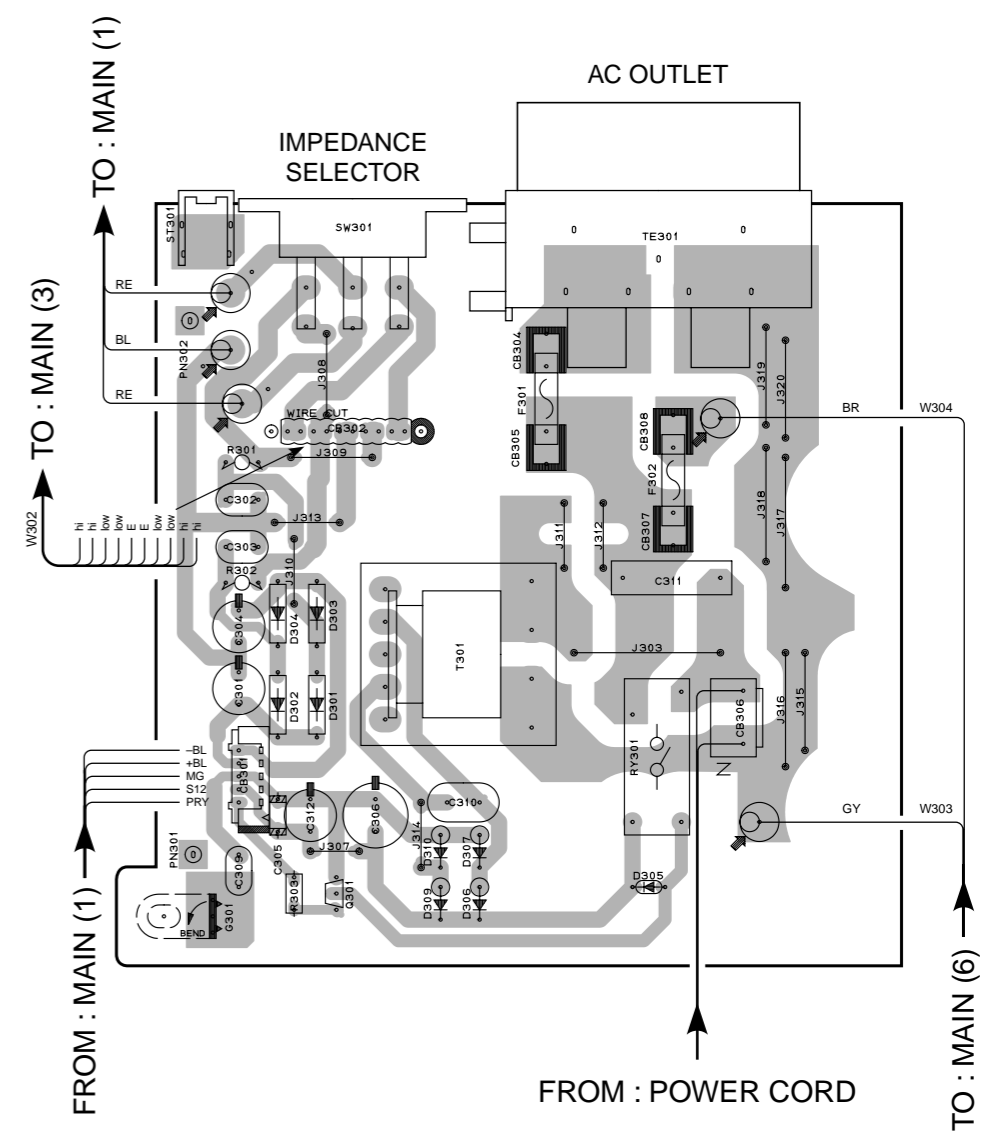 TO : MAIN (1)
AC OUTLET
IMPEDANCE
SELECTOR
ST301
SW301
TE301
TO : MAIN (3)
RE
BL
PN302
RE
J308
CB304
F301
CB305
J319
J320
WIRE CUT
CB302
CB308
F302
CB307
BR
W304
R301
J309
C302
J313
W302
hi
hi
low
low
E
E
low
low
hi
hi
C303
R302
J310
J311
J312
J318
J317
C311
C304
D304
D303
T301
J303
C301
D302
D301
RY301
CB306
N
J316
J315
–BL
+BL
MG
S12
PRY
CB301
C312
C306
C310
J314
D310
D307
GY
W303
PN301
C305
J307
C309
R303
Q301
D309
D306
D305
G301
BEND
FROM : MAIN (1)
FROM : POWER CORD
TO : MAIN (6)